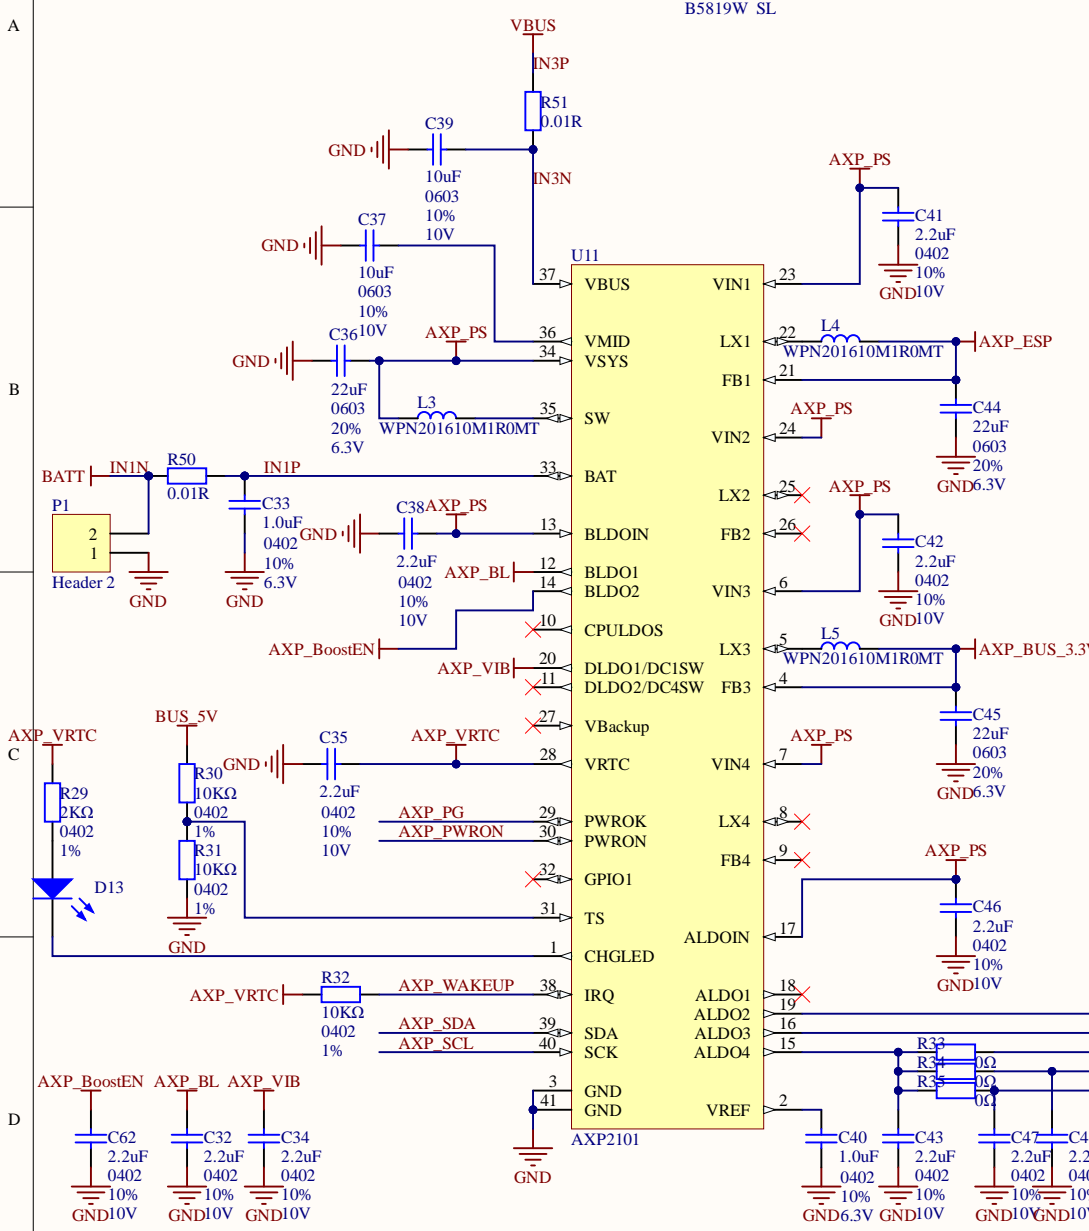 B5819W SL
A
VBUS
IN3P
R51
0.01R
C39
GND
10uF
0603
10%
10V
IN3N
AXP_PS
C41
2.2uF
0402
10%
GND 10V
C37
GND
10uF
0603
10%
10V
U11
37 VBUS
VIN1 23
36 VMID
34 VSYS
C36
GND
22uF
0603
20%
6.3V
AXP_PS
LX1 22
L4
WPN201610M1R0MT
AXP_ESP
FB1 21
B
L3
WPN201610M1R0MT
35 SW
AXP_PS
VIN2 24
C44
22uF
0603
20%
GND 6.3V
BATT
IN1N
R50
0.01R
IN1P
33 BAT
P1
2
1
Header 2
GND
C33
1.0uF
0402
10%
6.3V
GND
LX2 25
AXP_PS
C38
AXP_PS
GND
2.2uF
0402
10%
10V
13 BLDOIN
FB2 26
C42
2.2uF
0402
10%
GND 10V
AXP_BL
12 BLDO1
14 BLDO2
VIN3 6
10 CPULDOS
AXP_BoostEN
LX3 5
L5
WPN201610M1R0MT
AXP_BUS_3.3V
AXP_VIB
20 DLDO1/DC1SW
11 DLDO2/DC4SW
FB3 4
C45
22uF
0603
20%
GND 6.3V
27 VBackup
BUS_5V
C
AXP_VRTC
C35
AXP_VRTC
AXP_PS
GND
2.2uF
0402
10%
10V
28 VRTC
VIN4 7
R29
2KΩ
0402
1%
R30
10KΩ
0402
1%
AXP_PG
29 PWROK
AXP_PWRON
30 PWRON
LX4 8
R31
10KΩ
0402
1%
GND
FB4 9
AXP_PS
32 GPIO1
D13
31 TS
C46
2.2uF
0402
10%
GND 10V
ALDOIN 17
1 CHGLED
AXP_VRTC
R32
10KΩ
0402
1%
AXP_WAKEUP
38 IRQ
ALDO1 18
ALDO2 19
AXP_SDA
39 SDA
ALDO3 16
AXP_SCL
40 SCK
ALDO4 15
R33
R34
0Ω
R35
0Ω
0Ω
3 GND
41 GND
VREF 2
GND
AXP2101
D
AXP_BoostEN
AXP_BL
AXP_VIB
C62
2.2uF
0402
10%
GND 10V
C32
2.2uF
0402
10%
GND 10V
C34
2.2uF
0402
10%
GND 10V
C40
1.0uF
0402
10%
GND 6.3V
C43
2.2uF
0402
10%
GND 10V
C47
2.2uF
0402
10%
GND 10V
GND